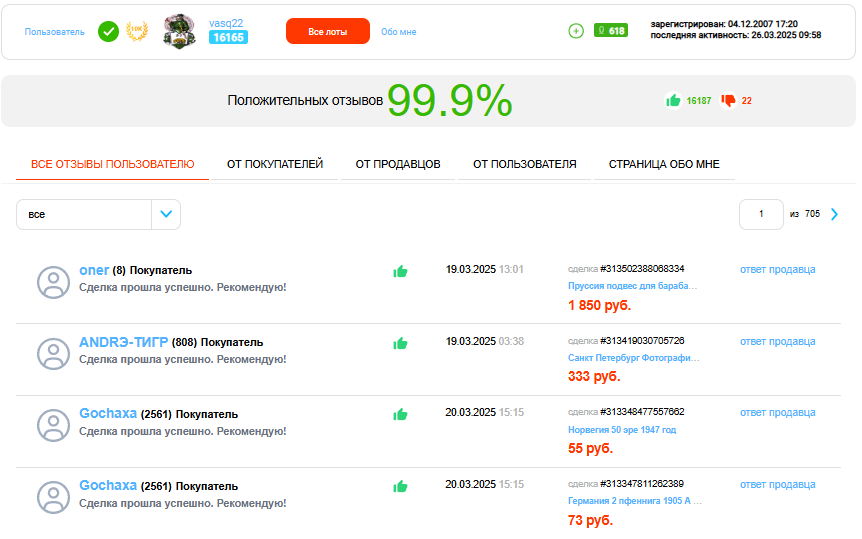 Пользователь
10K
vasq22
16165
Все лоты
Обо мне
618
зарегистрирован: 04.12.2007 17:20
последняя активность: 26.03.2025 09:58
Положительных отзывов 99.9%
16187
22
ВСЕ ОТЗЫВЫ ПОЛЬЗОВАТЕЛЮ
ОТ ПОКУПАТЕЛЕЙ
ОТ ПРОДАВЦОВ
ОТ ПОЛЬЗОВАТЕЛЯ
СТРАНИЦА ОБО МНЕ
все
1 из 705
oner (8) Покупатель
Сделка прошла успешно. Рекомендую!
19.03.2025 13:01
сделка #313502388068334
Пруссия подвес для бараба...
1 850 руб.
ответ продавца
ANDRЭ-ТИГР (808) Покупатель
Сделка прошла успешно. Рекомендую!
19.03.2025 03:38
сделка #313419030705726
Санкт Петербург Фотографи...
333 руб.
ответ продавца
Gochaxa (2561) Покупатель
Сделка прошла успешно. Рекомендую!
20.03.2025 15:15
сделка #313348477557662
Норвегия 50 эре 1947 год
55 руб.
ответ продавца
Gochaxa (2561) Покупатель
Сделка прошла успешно. Рекомендую!
20.03.2025 15:15
сделка #313347811262389
Германия 2 пфеннига 1905 А ...
73 руб.
ответ продавца